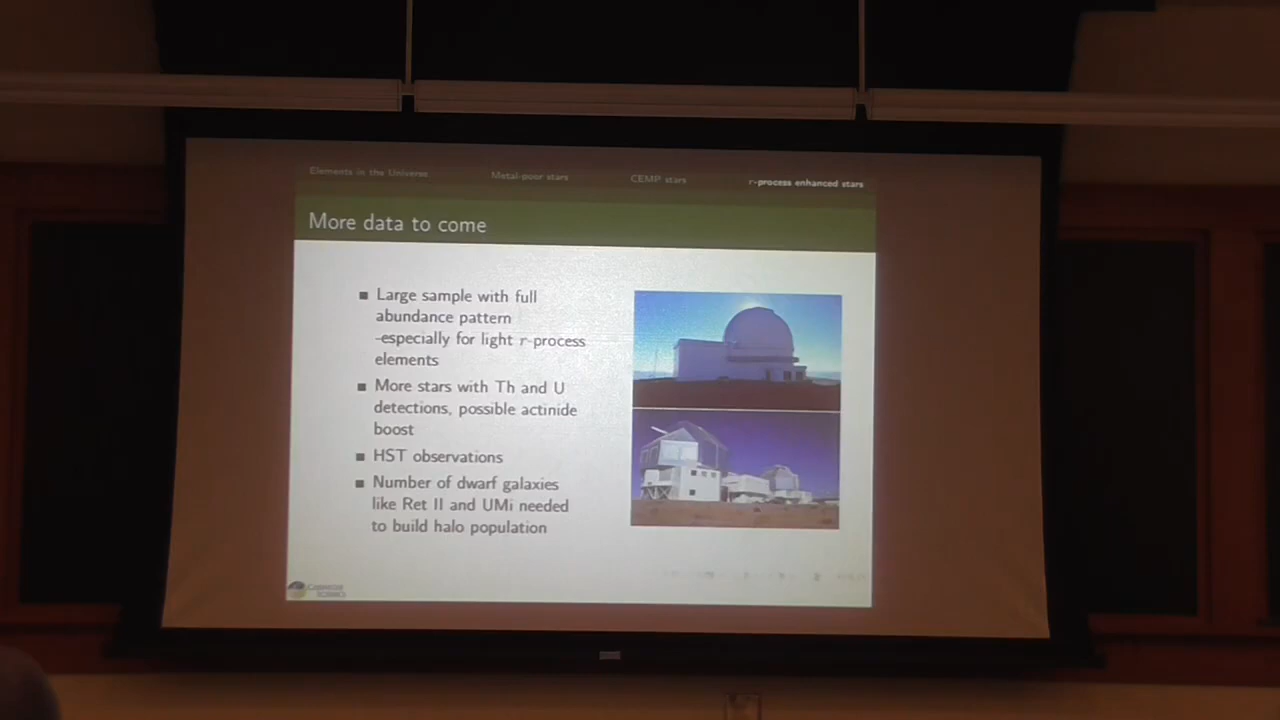 Elements in the Universe
Metal-poor stars
CEMP stars
r-process enhanced stars
More data to come
Large sample with full
abundance pattern
-especially for light r-process
elements
More stars with Th and U
detections, possible actinide
boost
HST observations
Number of dwarf galaxies
like Ret II and UMi needed
to build halo population